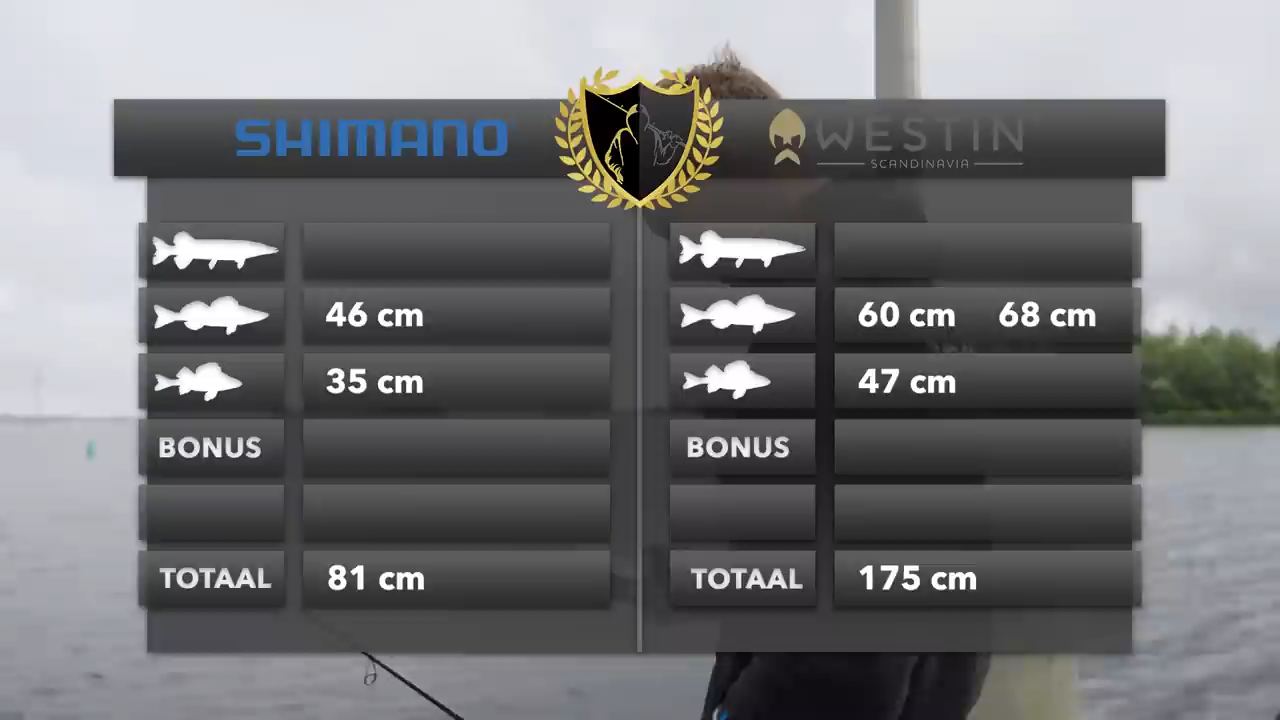 SHIMANO
WESTIN
SCANDINAVIA
46 cm
60 cm 68 cm
35 cm
47 cm
BONUS
BONUS
TOTAAL 81 cm
TOTAAL 175 cm